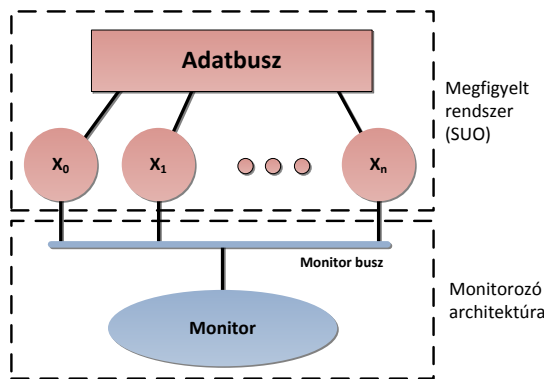 Adatbusz
Megfigyelt
rendszer
(SUO)
X0
X1
Xn
Monitor busz
Monitorozó
architektúra
Monitor